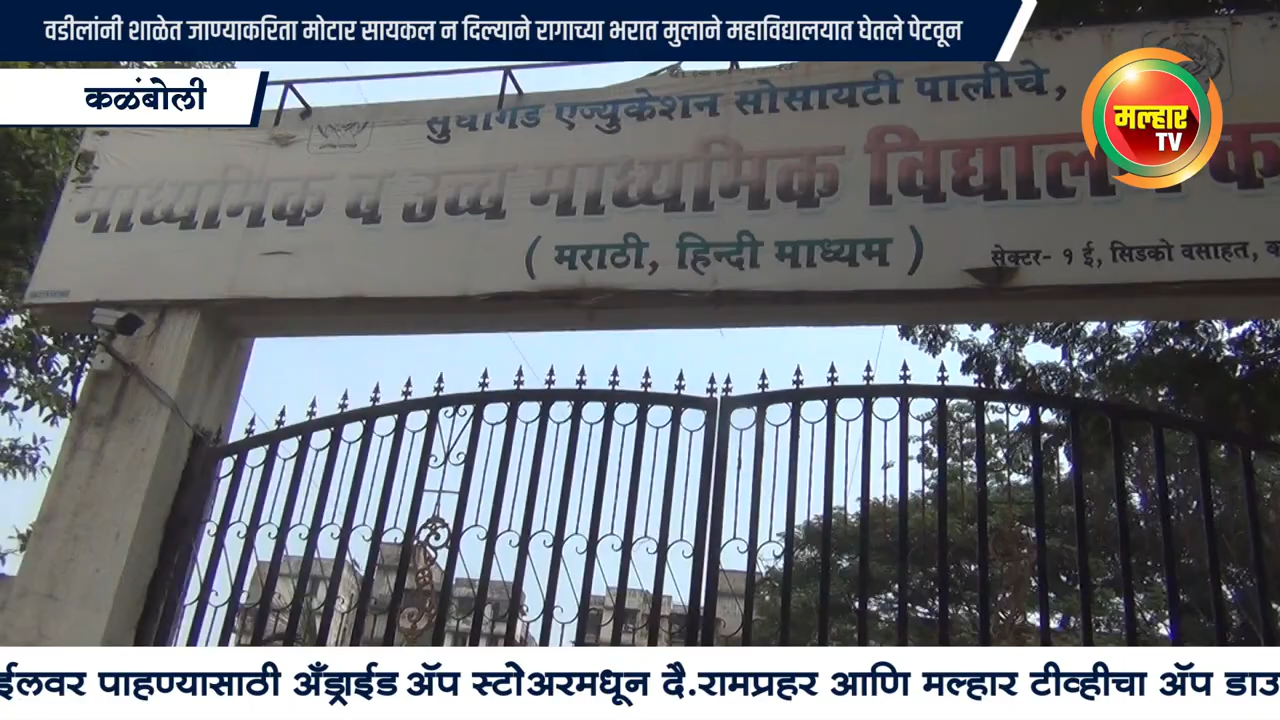 वडीलांनी शाळेत जाण्याकरिता मोटार सायकल न दिल्याने रागाच्या भरात मुलाने महाविद्यालयात घेतले पेटवून
कळंबोली
मल्हार
TV
सुधागड एज्युकेशन सोसायटी पालीचे,
माध्यमिक व उच्च माध्यमिक
( मराठी, हिन्दी माध्यम )
सेक्टर- १ ई, सिडको वसाहत,
ईलवर पाहण्यासाठी अँड्राईड ॲप स्टोअरमधून दै.रामप्रहर आणि मल्हार टीव्हीचा ॲप डाउ